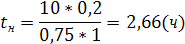 tн = 10 * 0,2 / 0,75 * 1 = 2,66(ч)